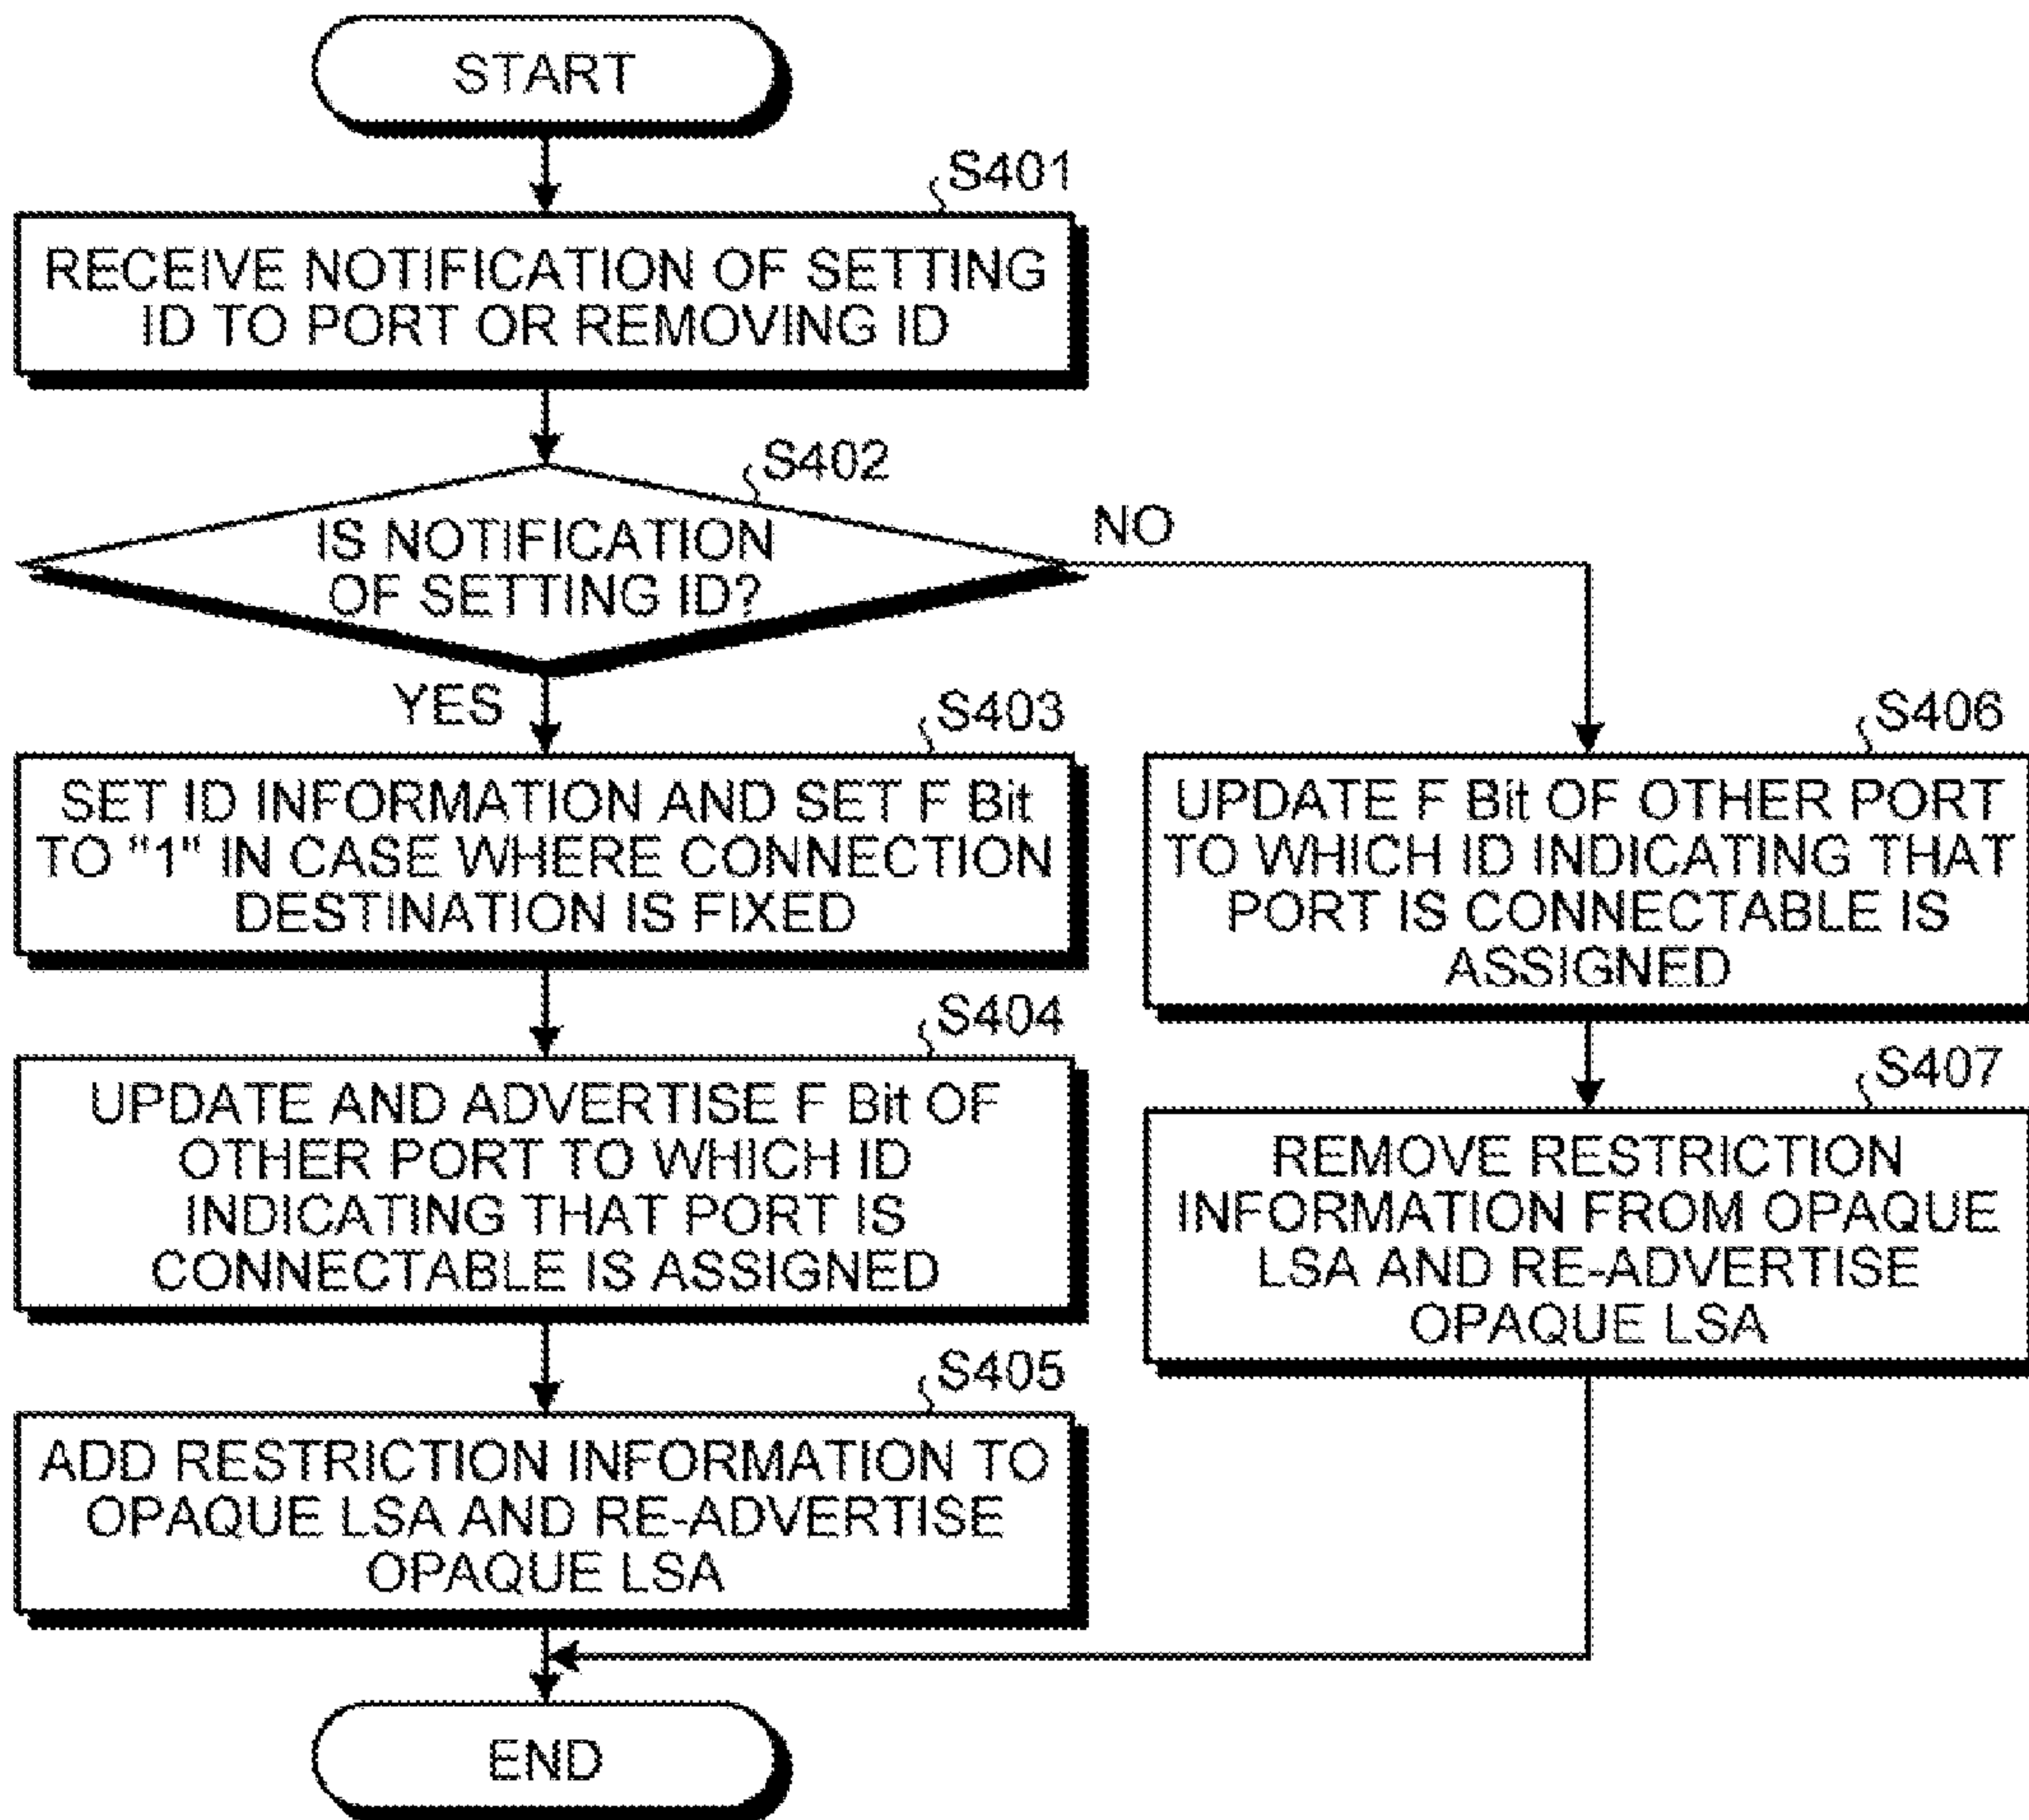 START
S401
RECEIVE NOTIFICATION OF SETTING
ID TO PORT OR REMOVING ID
S402
IS NOTIFICATION
OF SETTING ID?
NO
YES
S403
SET ID INFORMATION AND SET F Bit
TO "1" IN CASE WHERE CONNECTION
DESTINATION IS FIXED
S404
UPDATE AND ADVERTISE F Bit OF
OTHER PORT TO WHICH ID
INDICATING THAT PORT IS
CONNECTABLE IS ASSIGNED
S405
ADD RESTRICTION INFORMATION TO
OPAQUE LSA AND RE-ADVERTISE
OPAQUE LSA
S406
UPDATE F Bit OF OTHER PORT
TO WHICH ID INDICATING THAT
PORT IS CONNECTABLE IS
ASSIGNED
S407
REMOVE RESTRICTION
INFORMATION FROM OPAQUE
LSA AND RE-ADVERTISE
OPAQUE LSA
END